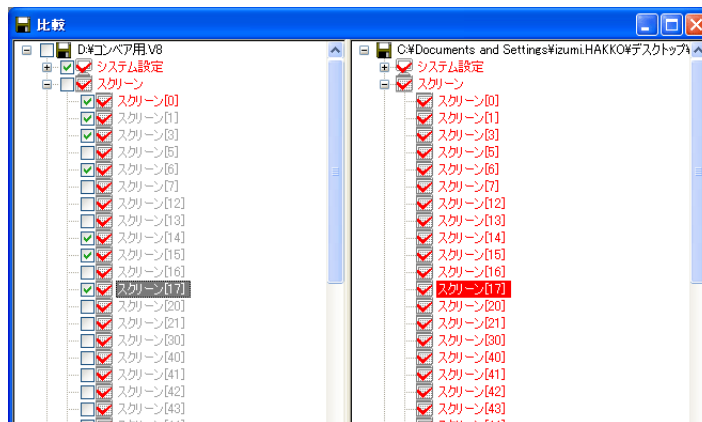 比較
D:¥コンベア用.V8
システム設定
スクリーン
スクリーン[0]
スクリーン[1]
スクリーン[3]
スクリーン[5]
スクリーン[6]
スクリーン[7]
スクリーン[12]
スクリーン[13]
スクリーン[14]
スクリーン[15]
スクリーン[16]
スクリーン[17]
スクリーン[20]
スクリーン[21]
スクリーン[30]
スクリーン[40]
スクリーン[41]
スクリーン[42]
スクリーン[43]
C:¥Documents and Settings¥izumi.HAKKO¥デスクトップ¥
システム設定
スクリーン
スクリーン[0]
スクリーン[1]
スクリーン[3]
スクリーン[5]
スクリーン[6]
スクリーン[7]
スクリーン[12]
スクリーン[13]
スクリーン[14]
スクリーン[15]
スクリーン[16]
スクリーン[17]
スクリーン[20]
スクリーン[21]
スクリーン[30]
スクリーン[40]
スクリーン[41]
スクリーン[42]
スクリーン[43]